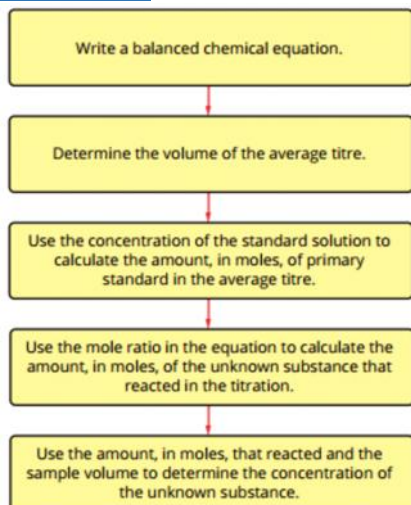 Write a balanced chemical equation.
Determine the volume of the average titre.
Use the concentration of the standard solution to
calculate the amount, in moles, of primary
standard in the average titre.
Use the mole ratio in the equation to calculate the
amount, in moles, of the unknown substance that
reacted in the titration.
Use the amount, in moles, that reacted and the
sample volume to determine the concentration of
the unknown substance.